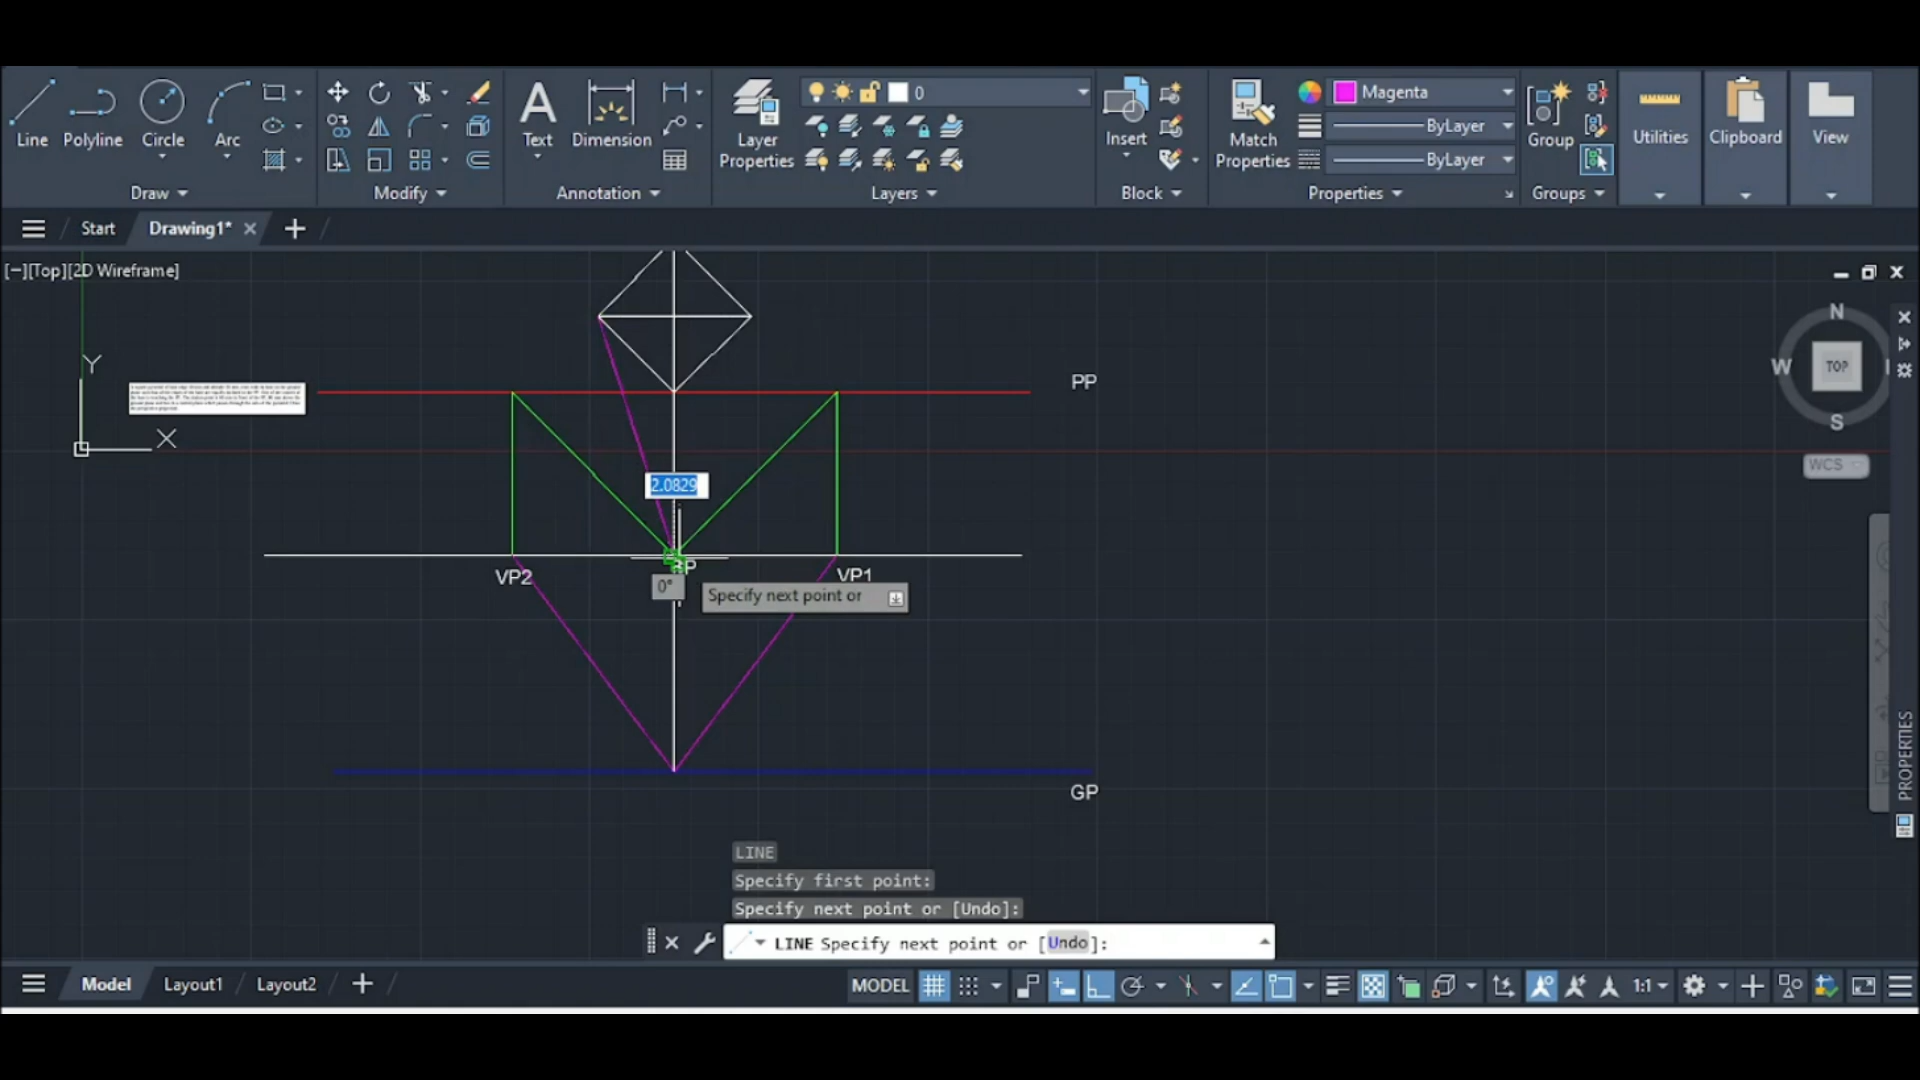 Line
Polyline
Circle
Arc
Draw
Modify
Text
Dimension
Annotation
Layer Properties
0
Layers
Insert
Block
Match Properties
Magenta
ByLayer
ByLayer
Properties
Group
Groups
Utilities
Clipboard
View
Start
Drawing1*
[−][Top][2D Wireframe]
N
W
TOP
S
WCS
Y
X
PP
2.0829
VP2
VP1
0°
Specify next point or
GP
PROPERTIES
LINE
Specify first point:
Specify next point or [Undo]:
LINE Specify next point or [Undo]:
Model
Layout1
Layout2
MODEL
1:1